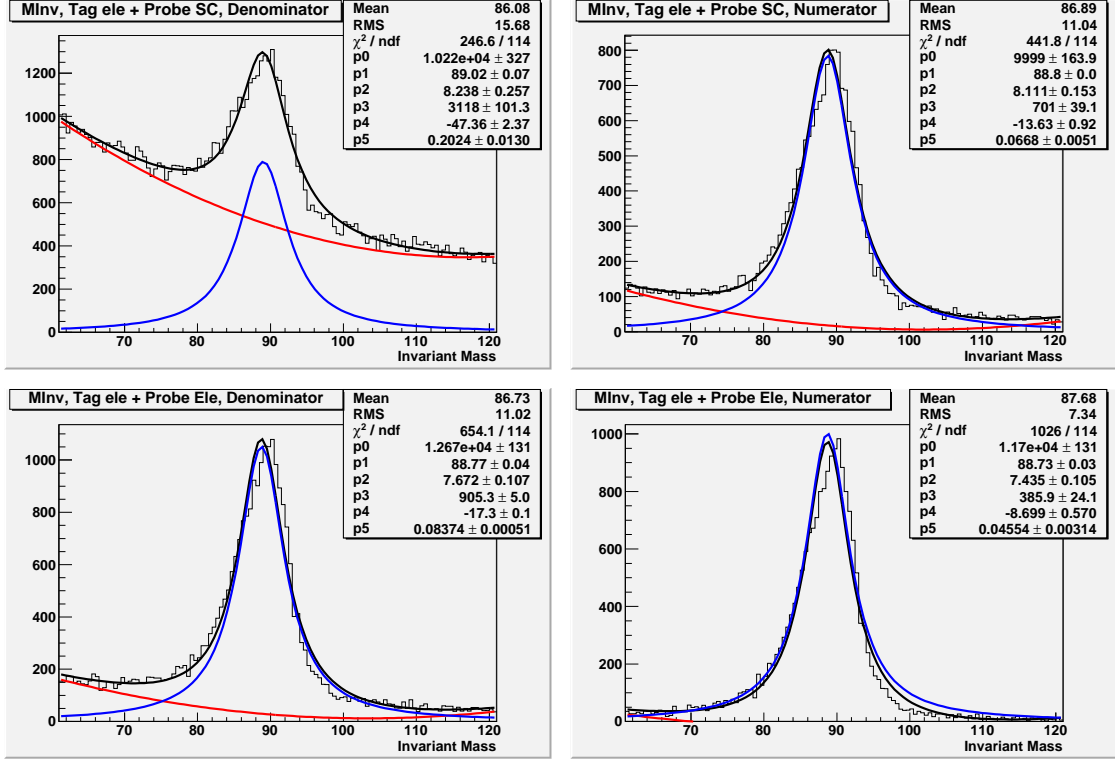 MInv, Tag ele + Probe SC, Denominator
Mean 86.08
RMS 15.68
χ² / ndf 246.6 / 114
p0 1.022e+04 ± 327
p1 89.02 ± 0.07
p2 8.238 ± 0.257
p3 3118 ± 101.3
p4 -47.36 ± 2.37
p5 0.2024 ± 0.0130
1200
1000
800
600
400
200
0
70 80 90 100 110 120
Invariant Mass
MInv, Tag ele + Probe SC, Numerator
Mean 86.89
RMS 11.04
χ² / ndf 441.8 / 114
p0 9999 ± 163.9
p1 88.8 ± 0.0
p2 8.111 ± 0.153
p3 701 ± 39.1
p4 -13.63 ± 0.92
p5 0.0668 ± 0.0051
800
700
600
500
400
300
200
100
0
70 80 90 100 110 120
Invariant Mass
MInv, Tag ele + Probe Ele, Denominator
Mean 86.73
RMS 11.02
χ² / ndf 654.1 / 114
p0 1.267e+04 ± 131
p1 88.77 ± 0.04
p2 7.672 ± 0.107
p3 905.3 ± 5.0
p4 -17.3 ± 0.1
p5 0.08374 ± 0.00051
1000
800
600
400
200
0
70 80 90 100 110 120
Invariant Mass
MInv, Tag ele + Probe Ele, Numerator
Mean 87.68
RMS 7.34
χ² / ndf 1026 / 114
p0 1.17e+04 ± 131
p1 88.73 ± 0.03
p2 7.435 ± 0.105
p3 385.9 ± 24.1
p4 -8.699 ± 0.570
p5 0.04554 ± 0.00314
1000
800
600
400
200
0
70 80 90 100 110 120
Invariant Mass